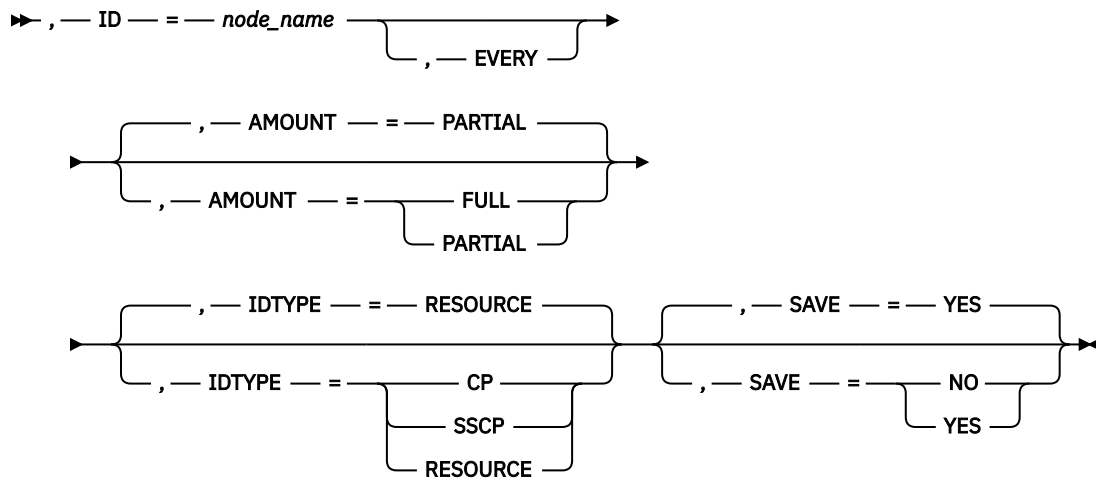 , ID = node_name
, EVERY
, AMOUNT = PARTIAL
, AMOUNT = FULL
PARTIAL
, IDTYPE = RESOURCE , SAVE = YES
, IDTYPE = CP , SAVE = NO
SSCP YES
RESOURCE